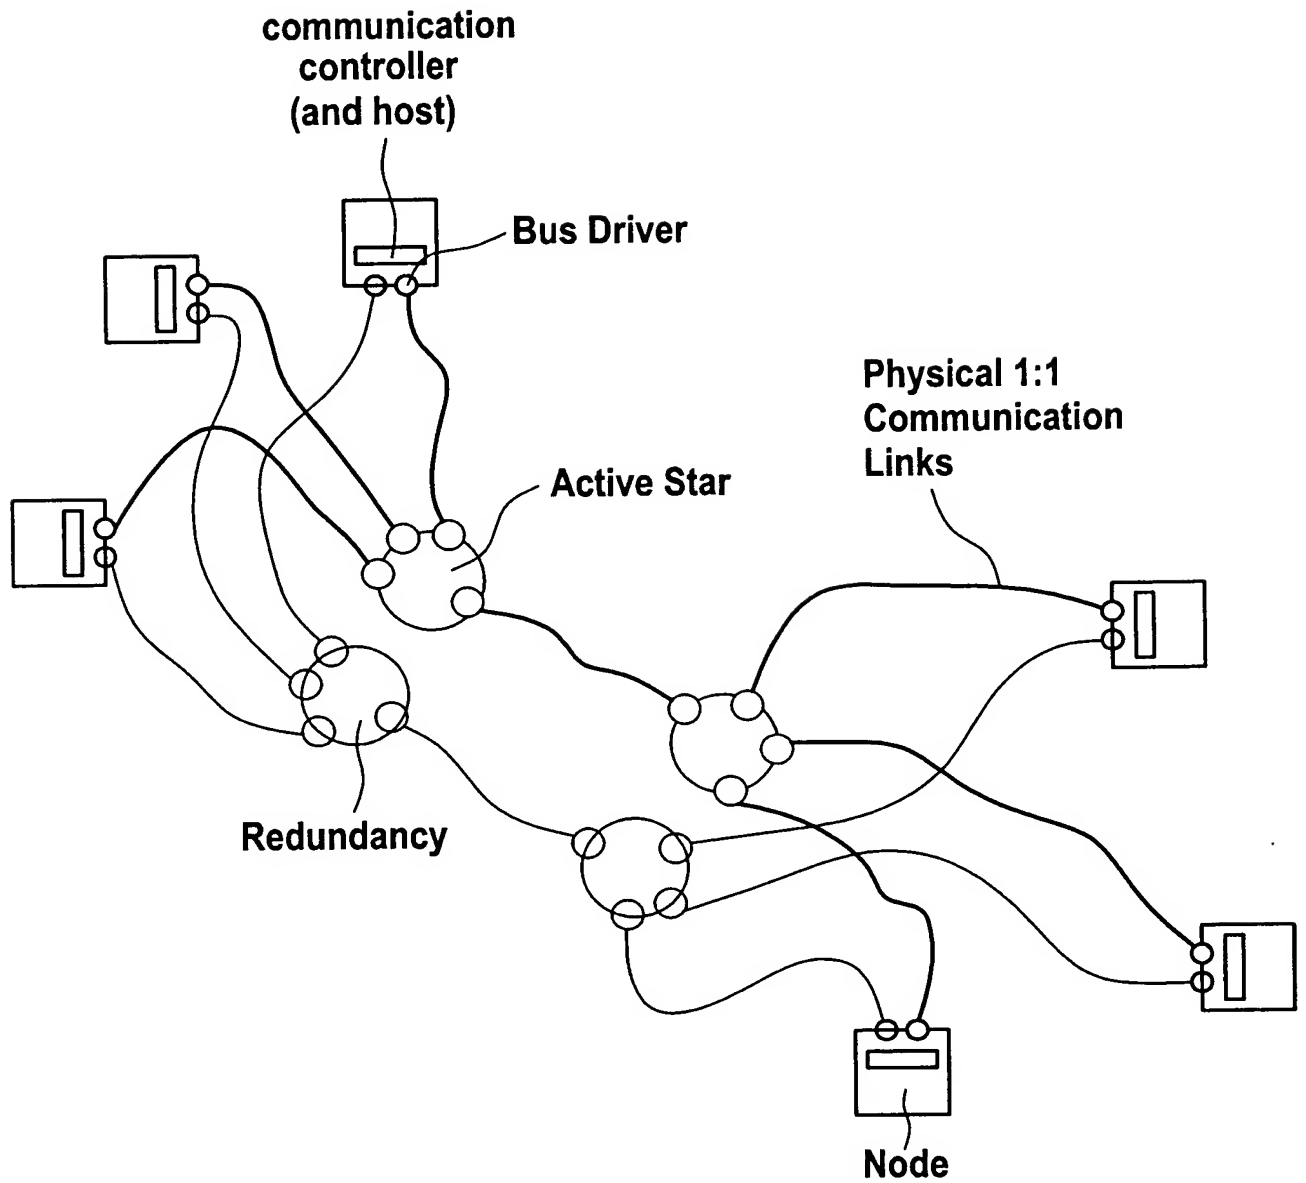 communication
controller
(and host)
Bus Driver
Physical 1:1
Communication
Links
Active Star
Redundancy
Node